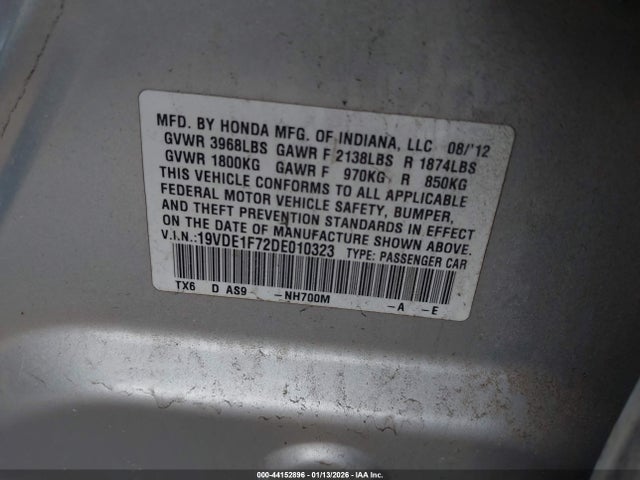 MFD. BY HONDA MFG. OF INDIANA, LLC 08/'12
GVWR 3968LBS GAWR F 2138LBS R 1874LBS
GVWR 1800KG GAWR F 970KG R 850KG
THIS VEHICLE CONFORMS TO ALL APPLICABLE
FEDERAL MOTOR VEHICLE SAFETY, BUMPER,
AND THEFT PREVENTION STANDARDS IN EFFECT
ON THE DATE OF MANUFACTURE SHOWN ABOVE.
V.I.N.:19VDE1F72DE010323 TYPE: PASSENGER CAR
TX6 D AS9 -NH700M -A -E
000-44152896 - 01/13/2026 - IAA Inc.